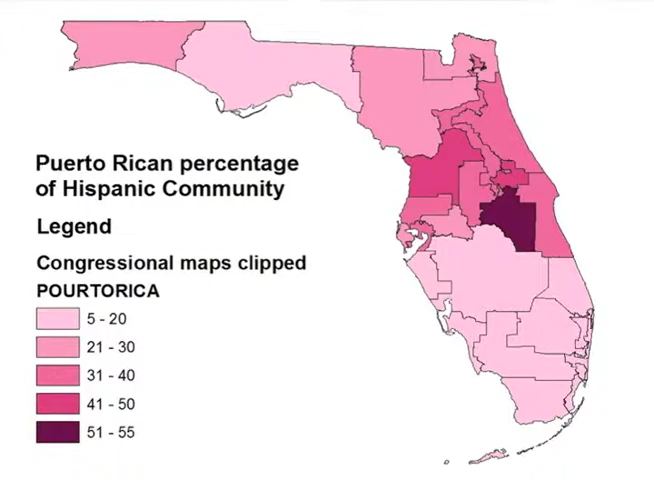 Puerto Rican percentage
of Hispanic Community
Legend
Congressional maps clipped
POURTORICA
5 - 20
21 - 30
31 - 40
41 - 50
51 - 55